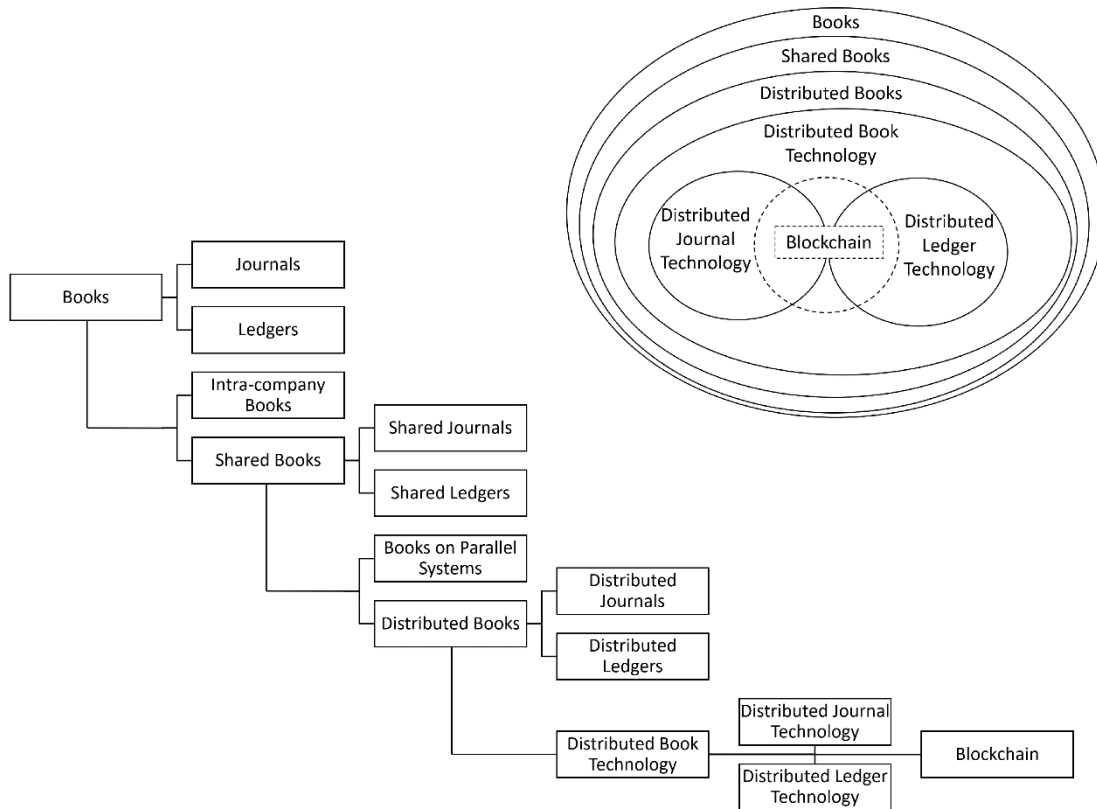 Books
Shared Books
Distributed Books
Distributed Book
Technology
Distributed
Journal
Technology
Blockchain
Distributed
Ledger
Technology
Books
Journals
Ledgers
Intra-company
Books
Shared Books
Shared Journals
Shared Ledgers
Books on Parallel
Systems
Distributed Books
Distributed
Journals
Distributed
Ledgers
Distributed Book
Technology
Distributed Journal
Technology
Distributed Ledger
Technology
Blockchain